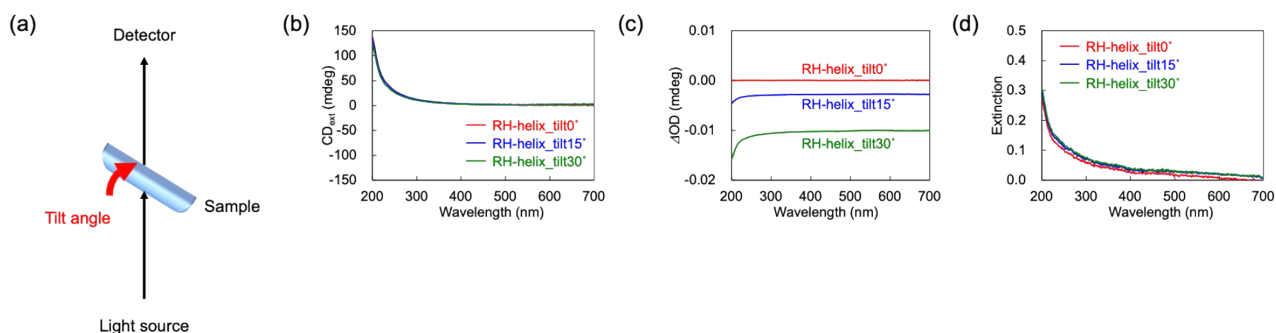 (a)
Detector
Tilt angle
Sample
Light source
(b)
CD_ext (mdeg)
150
100
50
0
-50
-100
-150
RH-helix_tilt0°
RH-helix_tilt15°
RH-helix_tilt30°
200 300 400 500 600 700
Wavelength (nm)
(c)
ΔOD (mdeg)
0.01
0.00
-0.01
-0.02
RH-helix_tilt0°
RH-helix_tilt15°
RH-helix_tilt30°
200 300 400 500 600 700
Wavelength (nm)
(d)
Extinction
0.5
0.4
0.3
0.2
0.1
0.0
RH-helix_tilt0°
RH-helix_tilt15°
RH-helix_tilt30°
200 300 400 500 600 700
Wavelength (nm)